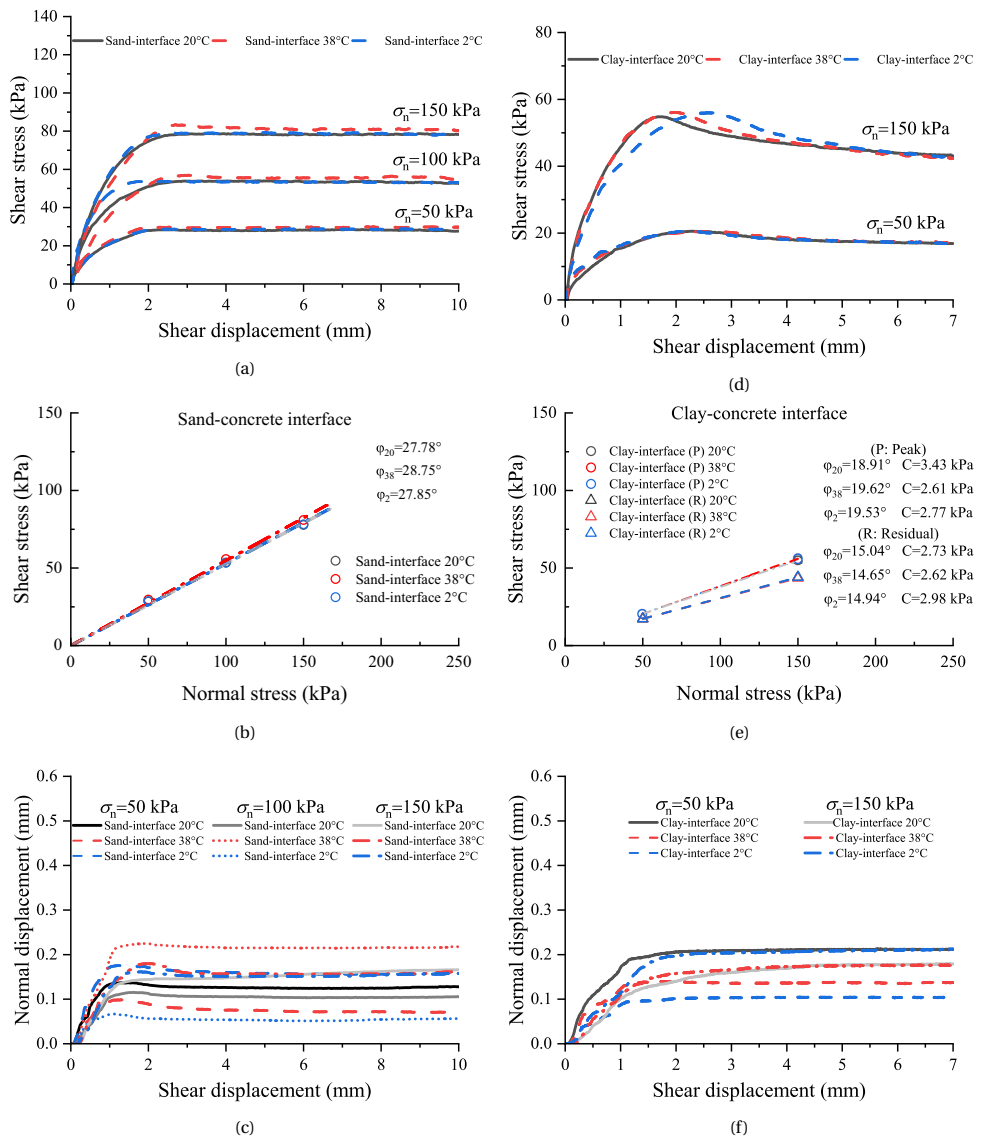 140
120
100
80
60
40
20
0
Shear stress (kPa)
Sand-interface 20°C
Sand-interface 38°C
Sand-interface 2°C
σn=150 kPa
σn=100 kPa
σn=50 kPa
0 2 4 6 8 10
Shear displacement (mm)
(a)
80
60
40
20
0
Shear stress (kPa)
Clay-interface 20°C
Clay-interface 38°C
Clay-interface 2°C
σn=150 kPa
σn=50 kPa
0 1 2 3 4 5 6 7
Shear displacement (mm)
(d)
150
100
50
0
Shear stress (kPa)
Sand-concrete interface
φ20=27.78°
φ38=28.75°
φ2=27.85°
Sand-interface 20°C
Sand-interface 38°C
Sand-interface 2°C
0 50 100 150 200 250
Normal stress (kPa)
(b)
150
100
50
0
Shear stress (kPa)
Clay-concrete interface
Clay-interface (P) 20°C
Clay-interface (P) 38°C
Clay-interface (P) 2°C
Clay-interface (R) 20°C
Clay-interface (R) 38°C
Clay-interface (R) 2°C
(P: Peak)
φ20=18.91° C=3.43 kPa
φ38=19.62° C=2.61 kPa
φ2=19.53° C=2.77 kPa
(R: Residual)
φ20=15.04° C=2.73 kPa
φ38=14.65° C=2.62 kPa
φ2=14.94° C=2.98 kPa
0 50 100 150 200 250
Normal stress (kPa)
(e)
0.6
0.5
0.4
0.3
0.2
0.1
0.0
Normal displacement (mm)
σn=50 kPa σn=100 kPa σn=150 kPa
Sand-interface 20°C Sand-interface 20°C Sand-interface 20°C
Sand-interface 38°C Sand-interface 38°C Sand-interface 38°C
Sand-interface 2°C Sand-interface 2°C Sand-interface 2°C
0 2 4 6 8 10
Shear displacement (mm)
(c)
0.6
0.5
0.4
0.3
0.2
0.1
0.0
Normal displacement (mm)
σn=50 kPa σn=150 kPa
Clay-interface 20°C Clay-interface 20°C
Clay-interface 38°C Clay-interface 38°C
Clay-interface 2°C Clay-interface 2°C
0 1 2 3 4 5 6 7
Shear displacement (mm)
(f)